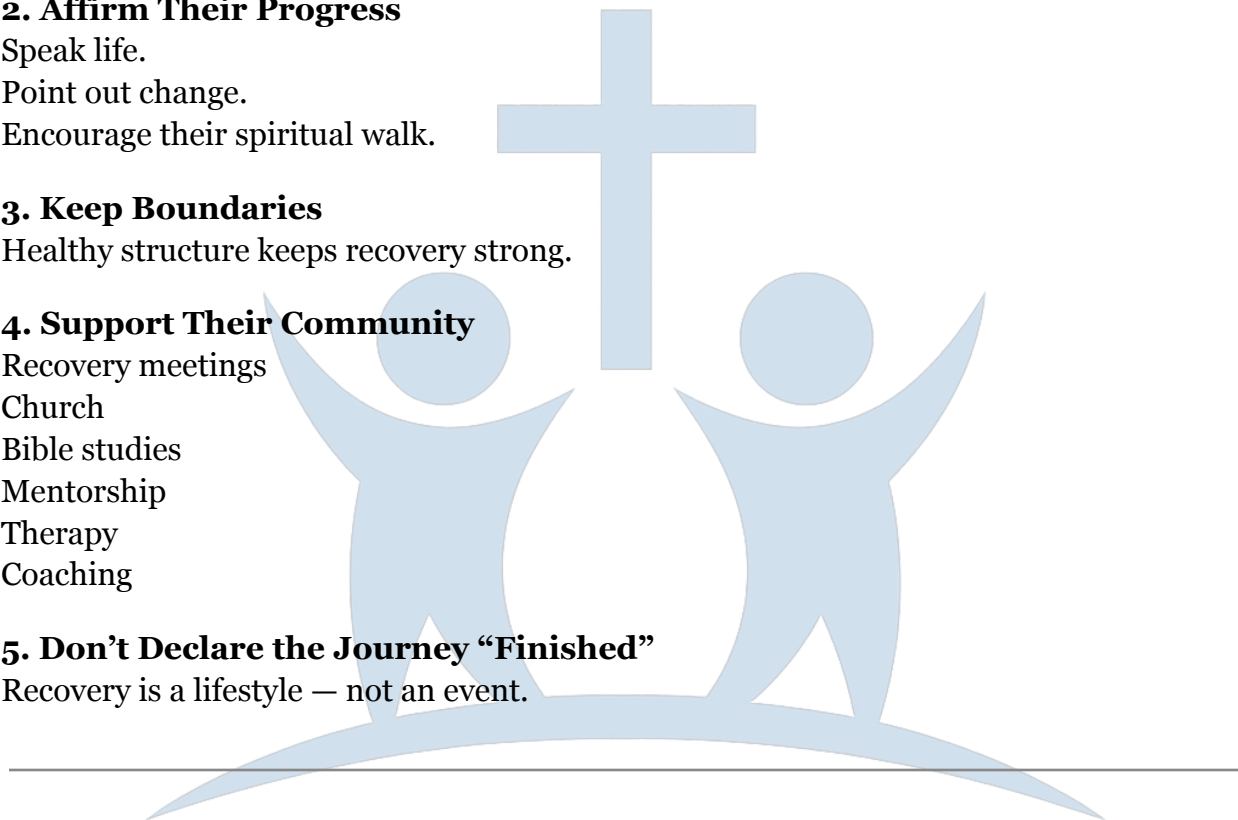 2. Affirm Their Progress
Speak life.
Point out change.
Encourage their spiritual walk.
3. Keep Boundaries
Healthy structure keeps recovery strong.
4. Support Their Community
Recovery meetings
Church
Bible studies
Mentorship
Therapy
Coaching
5. Don’t Declare the Journey “Finished”
Recovery is a lifestyle — not an event.